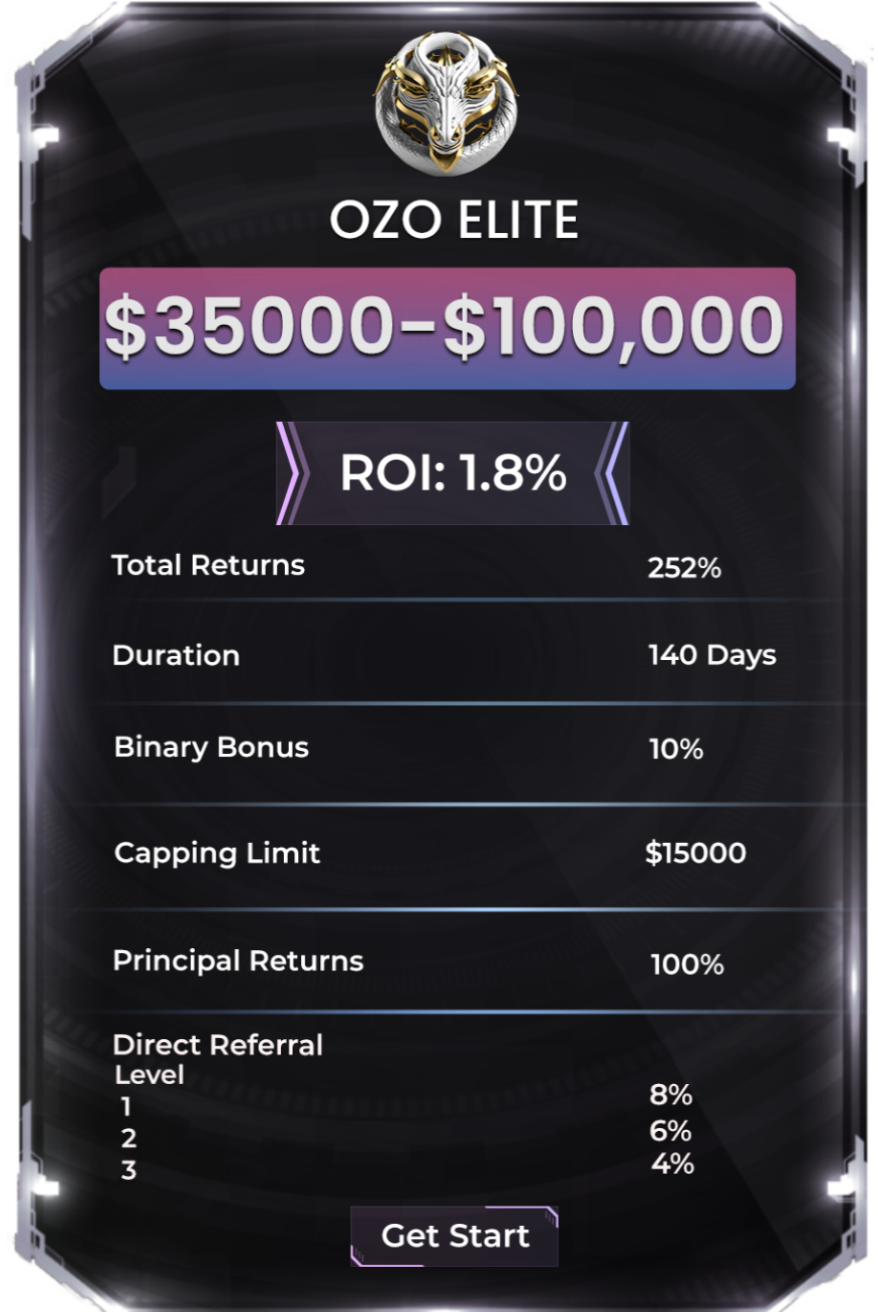 OZO ELITE
$35000-$100,000
ROI: 1.8%
Total Returns 252%
Duration 140 Days
Binary Bonus 10%
Capping Limit $15000
Principal Returns 100%
Direct Referral
Level
1 8%
2 6%
3 4%
Get Start